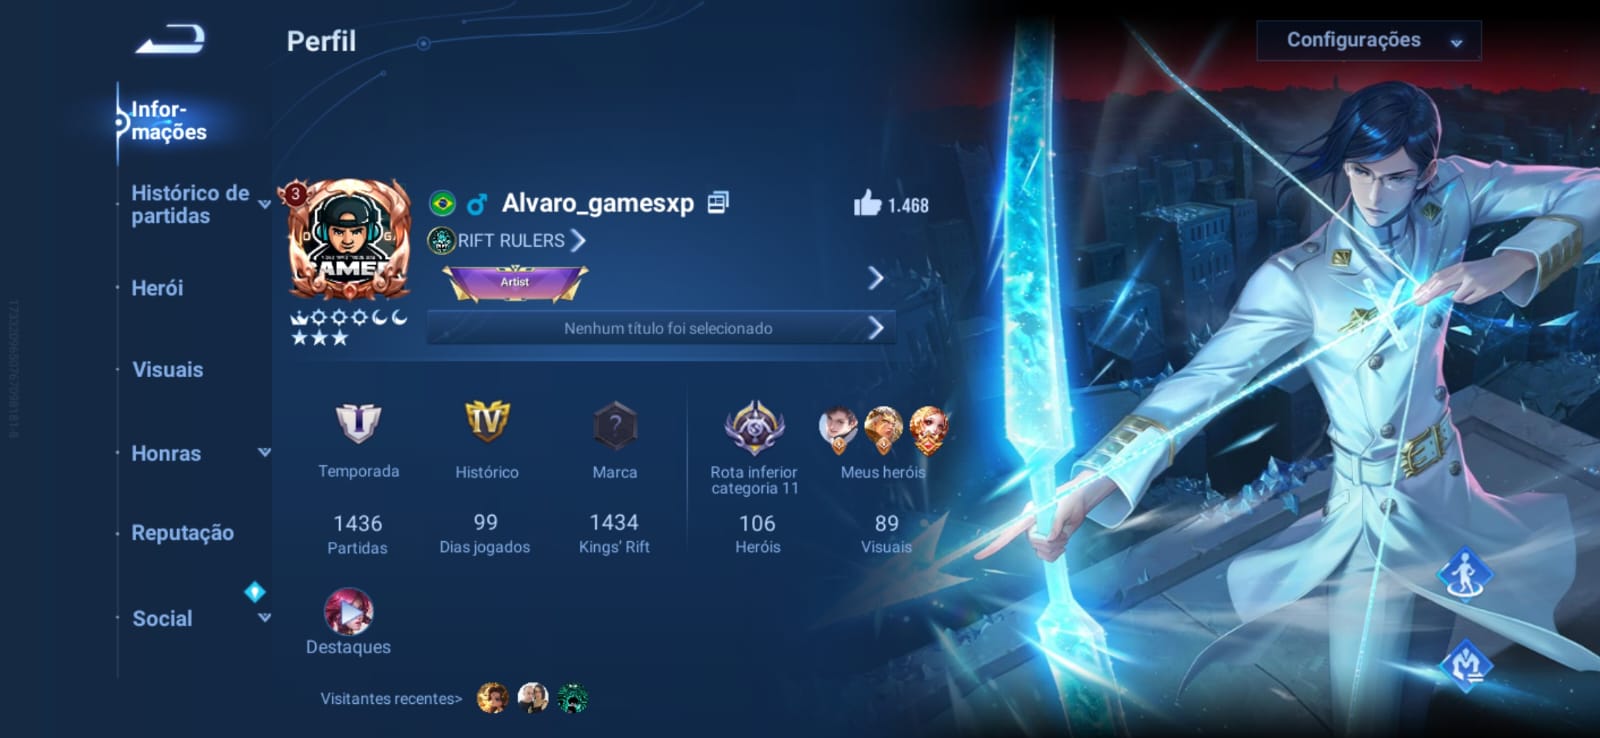 Perfil
Configurações
Infor-
mações
Histórico de
partidas
Herói
Visuais
Honras
Reputação
Social
3
Alvaro_gamesxp
1.468
RIFT RULERS
Artist
Nenhum título foi selecionado
I
IV
?
Temporada
Histórico
Marca
Rota inferior
categoria 11
Meus heróis
1436
Partidas
99
Dias jogados
1434
Kings' Rift
106
Heróis
89
Visuais
Destaques
Visitantes recentes>